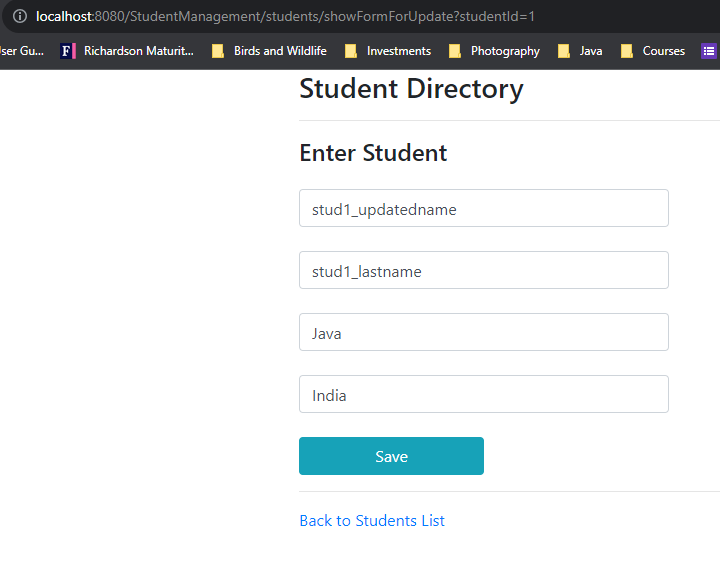 localhost:8080/StudentManagement/students/showFormForUpdate?studentId=1
ser Gu... F Richardson Maturit... Birds and Wildlife Investments Photography Java Courses
Student Directory
Enter Student
stud1_updatedname
stud1_lastname
Java
India
Save
Back to Students List